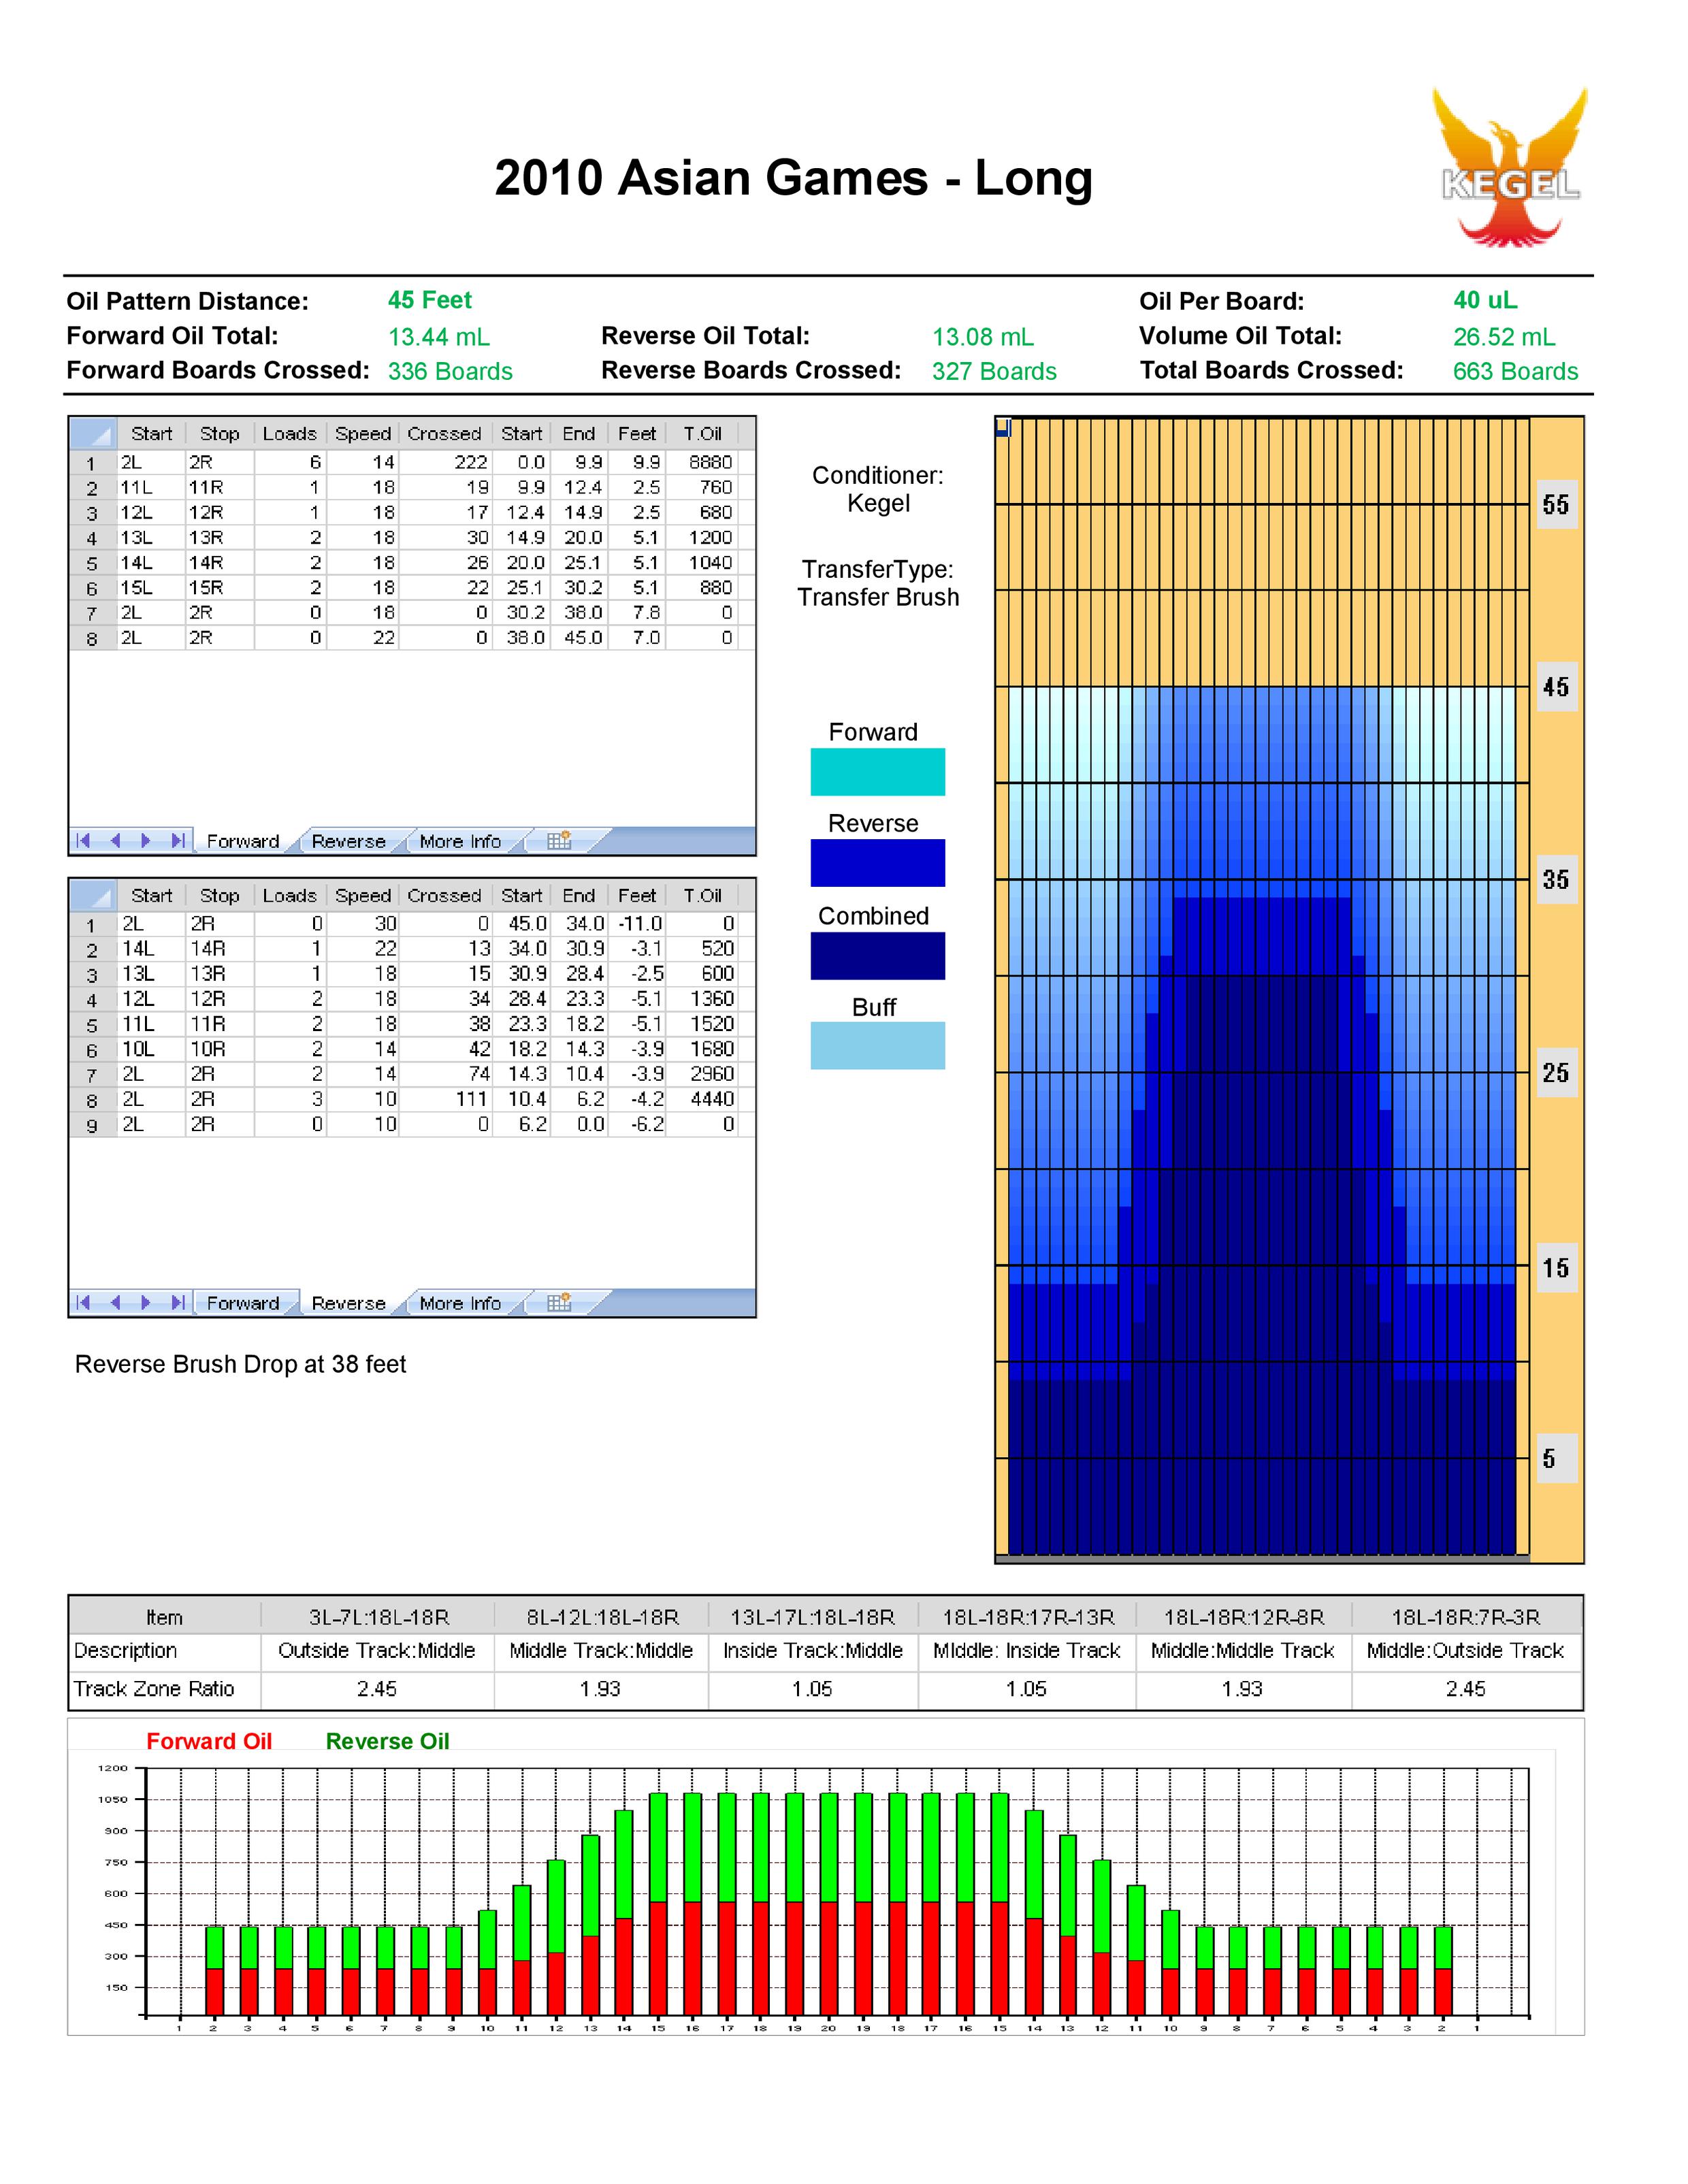 KEGEL
2010 Asian Games - Long
Oil Pattern Distance: 45 Feet Oil Per Board: 40 uL
Forward Oil Total: 13.44 mL Reverse Oil Total: 13.08 mL Volume Oil Total: 26.52 mL
Forward Boards Crossed: 336 Boards Reverse Boards Crossed: 327 Boards Total Boards Crossed: 663 Boards
Start Stop Loads Speed Crossed Start End Feet T.Oil
1 2L 2R 6 14 222 0.0 9.9 9.9 8880
2 11L 11R 1 18 19 9.9 12.4 2.5 760
3 12L 12R 1 18 17 12.4 14.9 2.5 680
4 13L 13R 2 18 30 14.9 20.0 5.1 1200
5 14L 14R 2 18 26 20.0 25.1 5.1 1040
6 15L 15R 2 18 22 25.1 30.2 5.1 880
7 2L 2R 0 18 0 30.2 38.0 7.8 0
8 2L 2R 0 22 0 38.0 45.0 7.0 0
Forward Reverse More Info
Start Stop Loads Speed Crossed Start End Feet T.Oil
1 2L 2R 0 30 0 45.0 34.0 -11.0 0
2 14L 14R 1 22 13 34.0 30.9 -3.1 520
3 13L 13R 1 18 15 30.9 28.4 -2.5 600
4 12L 12R 2 18 34 28.4 23.3 -5.1 1360
5 11L 11R 2 18 38 23.3 18.2 -5.1 1520
6 10L 10R 2 14 42 18.2 14.3 -3.9 1680
7 2L 2R 2 14 74 14.3 10.4 -3.9 2960
8 2L 2R 3 10 111 10.4 6.2 -4.2 4440
9 2L 2R 0 10 0 6.2 0.0 -6.2 0
Forward Reverse More Info
Reverse Brush Drop at 38 feet
Conditioner:
Kegel
TransferType:
Transfer Brush
Forward
Reverse
Combined
Buff
55
45
35
25
15
5
Item 3L-7L:18L-18R 8L-12L:18L-18R 13L-17L:18L-18R 18L-18R:17R-13R 18L-18R:12R-8R 18L-18R:7R-3R
Description Outside Track:Middle Middle Track:Middle Inside Track:Middle MIddle: Inside Track Middle:Middle Track Middle:Outside Track
Track Zone Ratio 2.45 1.93 1.05 1.05 1.93 2.45
Forward Oil Reverse Oil
1200
1050
900
750
600
450
300
150
1 2 3 4 5 6 7 8 9 10 11 12 13 14 15 16 17 18 19 20 19 18 17 16 15 14 13 12 11 10 9 8 7 6 5 4 3 2 1